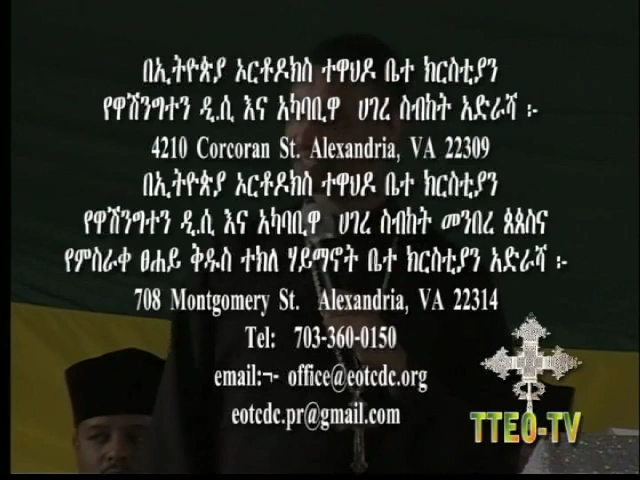 በኢትዮጵያ ኦርቶዶክስ ተዋህዶ ቤተ ክርስቲያን
የዋሽንግተን ዲ.ሲ እና አካባቢዋ ሀገረ ስብከት አድራሻ ፦
4210 Corcoran St. Alexandria, VA 22309
በኢትዮጵያ ኦርቶዶክስ ተዋህዶ ቤተ ክርስቲያን
የዋሽንግተን ዲ.ሲ እና አካባቢዋ ሀገረ ስብከት መንበረ ጳጳስና
የምስራቀ ፀሐይ ቅዱስ ተክለ ሃይማኖት ቤተ ክርስቲያን አድራሻ ፦
708 Montgomery St. Alexandria, VA 22314
Tel: 703-360-0150
email:¬- office@eotcdc.org
eotcdc.pr@gmail.com
TTEO-TV